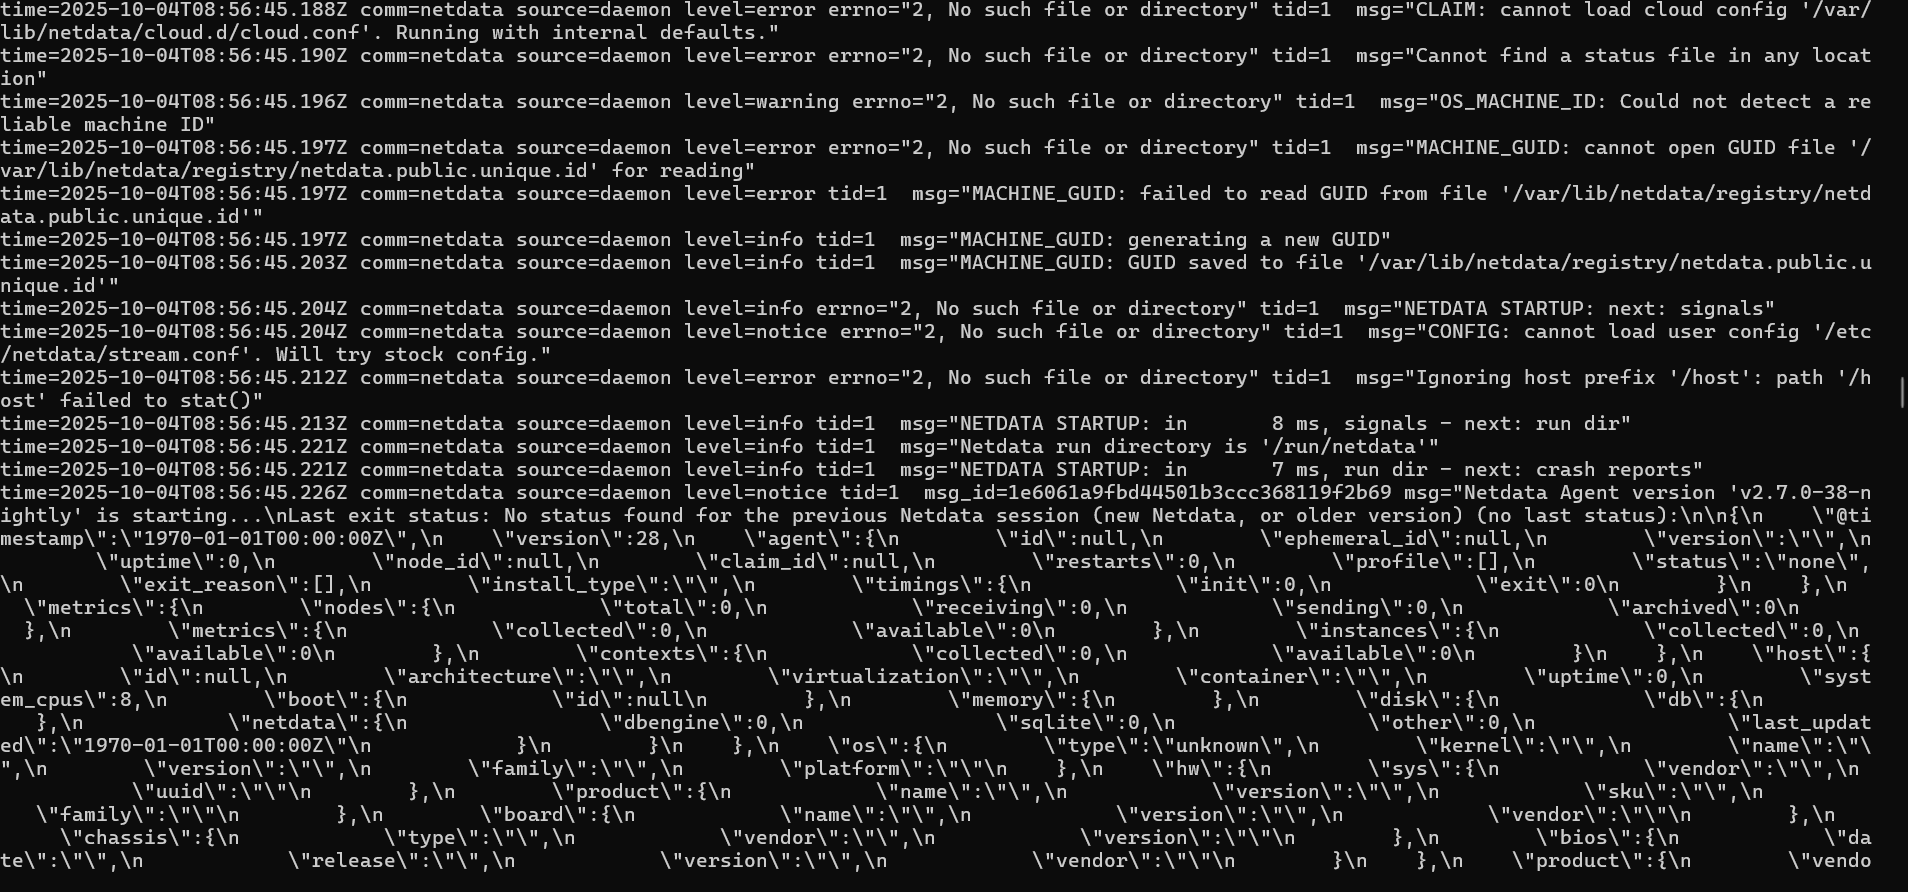 time=2025-10-04T08:56:45.188Z comm=netdata source=daemon level=error errno="2, No such file or directory" tid=1  msg="CLAIM: cannot load cloud config '/var/
lib/netdata/cloud.d/cloud.conf'. Running with internal defaults."
time=2025-10-04T08:56:45.190Z comm=netdata source=daemon level=error errno="2, No such file or directory" tid=1  msg="Cannot find a status file in any locat
ion"
time=2025-10-04T08:56:45.196Z comm=netdata source=daemon level=warning errno="2, No such file or directory" tid=1  msg="OS_MACHINE_ID: Could not detect a re
liable machine ID"
time=2025-10-04T08:56:45.197Z comm=netdata source=daemon level=error errno="2, No such file or directory" tid=1  msg="MACHINE_GUID: cannot open GUID file '/
var/lib/netdata/registry/netdata.public.unique.id' for reading"
time=2025-10-04T08:56:45.197Z comm=netdata source=daemon level=error tid=1  msg="MACHINE_GUID: failed to read GUID from file '/var/lib/netdata/registry/netd
ata.public.unique.id'"
time=2025-10-04T08:56:45.197Z comm=netdata source=daemon level=info tid=1  msg="MACHINE_GUID: generating a new GUID"
time=2025-10-04T08:56:45.203Z comm=netdata source=daemon level=info tid=1  msg="MACHINE_GUID: GUID saved to file '/var/lib/netdata/registry/netdata.public.u
nique.id'"
time=2025-10-04T08:56:45.204Z comm=netdata source=daemon level=info errno="2, No such file or directory" tid=1  msg="NETDATA STARTUP: next: signals"
time=2025-10-04T08:56:45.204Z comm=netdata source=daemon level=notice errno="2, No such file or directory" tid=1  msg="CONFIG: cannot load user config '/etc
/netdata/stream.conf'. Will try stock config."
time=2025-10-04T08:56:45.212Z comm=netdata source=daemon level=error errno="2, No such file or directory" tid=1  msg="Ignoring host prefix '/host': path '/h
ost' failed to stat()"
time=2025-10-04T08:56:45.213Z comm=netdata source=daemon level=info tid=1  msg="NETDATA STARTUP: in       8 ms, signals - next: run dir"
time=2025-10-04T08:56:45.221Z comm=netdata source=daemon level=info tid=1  msg="Netdata run directory is '/run/netdata'"
time=2025-10-04T08:56:45.221Z comm=netdata source=daemon level=info tid=1  msg="NETDATA STARTUP: in       7 ms, run dir - next: crash reports"
time=2025-10-04T08:56:45.226Z comm=netdata source=daemon level=notice tid=1  msg_id=1e6061a9fbd44501b3ccc368119f2b69 msg="Netdata Agent version 'v2.7.0-38-n
ightly' is starting...\nLast exit status: No status found for the previous Netdata session (new Netdata, or older version) (no last status):\n\n{\n    \"@ti
mestamp\":\"1970-01-01T00:00:00Z\",\n    \"version\":28,\n    \"agent\":{\n        \"id\":null,\n        \"ephemeral_id\":null,\n        \"version\":\"\",\n
        \"uptime\":0,\n        \"node_id\":null,\n        \"claim_id\":null,\n        \"restarts\":0,\n        \"profile\":[],\n        \"status\":\"none\",
\n        \"exit_reason\":[],\n        \"install_type\":\"\",\n        \"timings\":{\n            \"init\":0,\n            \"exit\":0\n        }\n    },\n
  \"metrics\":{\n        \"nodes\":{\n            \"total\":0,\n            \"receiving\":0,\n            \"sending\":0,\n            \"archived\":0\n
  },\n        \"metrics\":{\n            \"collected\":0,\n            \"available\":0\n        },\n        \"instances\":{\n            \"collected\":0,\n
           \"available\":0\n        },\n        \"contexts\":{\n            \"collected\":0,\n            \"available\":0\n        }\n    },\n    \"host\":{
\n        \"id\":null,\n        \"architecture\":\"\",\n        \"virtualization\":\"\",\n        \"container\":\"\",\n        \"uptime\":0,\n        \"syst
em_cpus\":8,\n        \"boot\":{\n            \"id\":null\n        },\n        \"memory\":{\n        },\n        \"disk\":{\n            \"db\":{\n
   },\n            \"netdata\":{\n                \"dbengine\":0,\n                \"sqlite\":0,\n                \"other\":0,\n                \"last_updat
ed\":\"1970-01-01T00:00:00Z\"\n            }\n        }\n    },\n    \"os\":{\n        \"type\":\"unknown\",\n        \"kernel\":\"\",\n        \"name\":\"\
",\n        \"version\":\"\",\n        \"family\":\"\",\n        \"platform\":\"\"\n    },\n    \"hw\":{\n        \"sys\":{\n            \"vendor\":\"\",\n
           \"uuid\":\"\"\n        },\n        \"product\":{\n            \"name\":\"\",\n            \"version\":\"\",\n            \"sku\":\"\",\n
   \"family\":\"\"\n        },\n        \"board\":{\n            \"name\":\"\",\n            \"version\":\"\",\n            \"vendor\":\"\"\n        },\n
     \"chassis\":{\n            \"type\":\"\",\n            \"vendor\":\"\",\n            \"version\":\"\"\n        },\n        \"bios\":{\n            \"da
te\":\"\",\n            \"release\":\"\",\n            \"version\":\"\",\n            \"vendor\":\"\"\n        }\n    },\n    \"product\":{\n        \"vendo